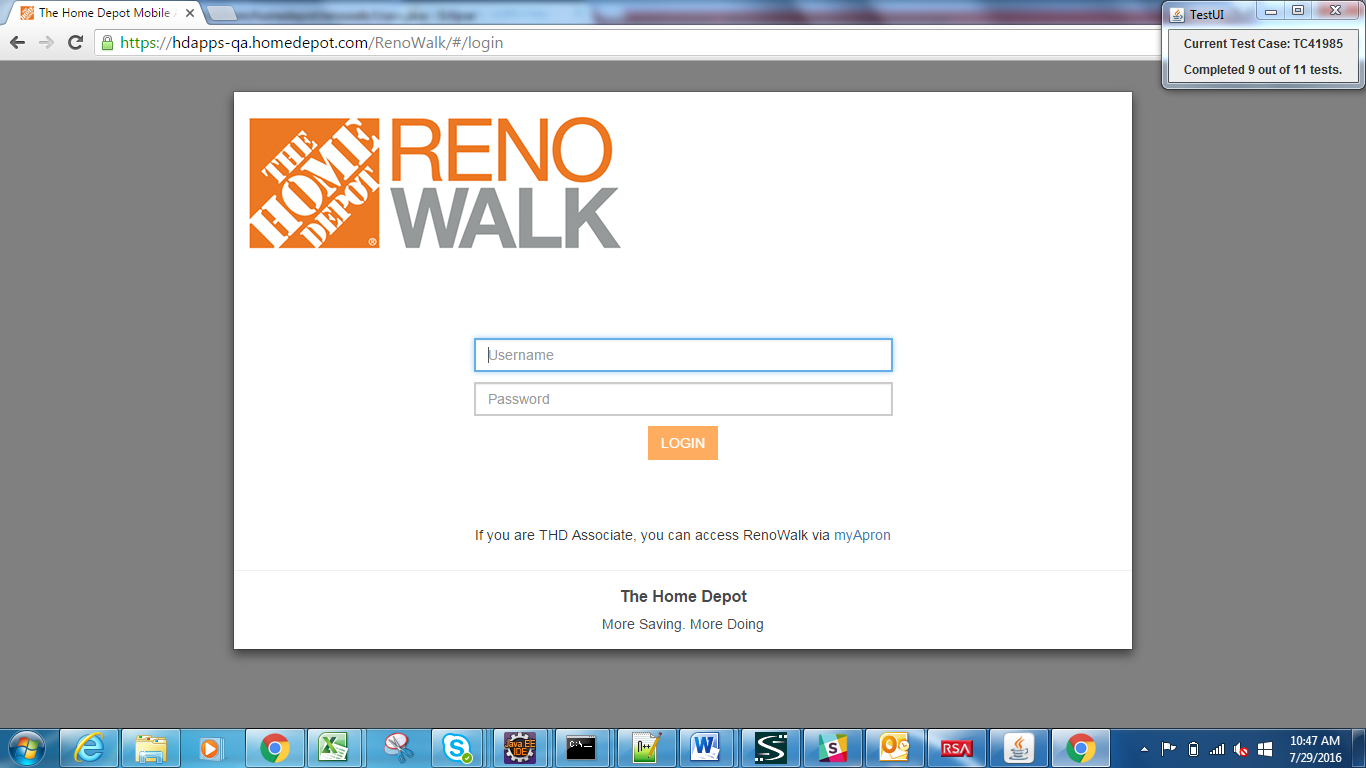 The Home Depot Mobile
TestUI
https://hdapps-qa.homedepot.com/RenoWalk/#/login
Current Test Case: TC41985
Completed 9 out of 11 tests.
THE
HOME
DEPOT
®
RENO
WALK
Username
Password
LOGIN
If you are THD Associate, you can access RenoWalk via myApron
The Home Depot
More Saving. More Doing
Java EE
IDE
C:\
RSA
10:47 AM
7/29/2016